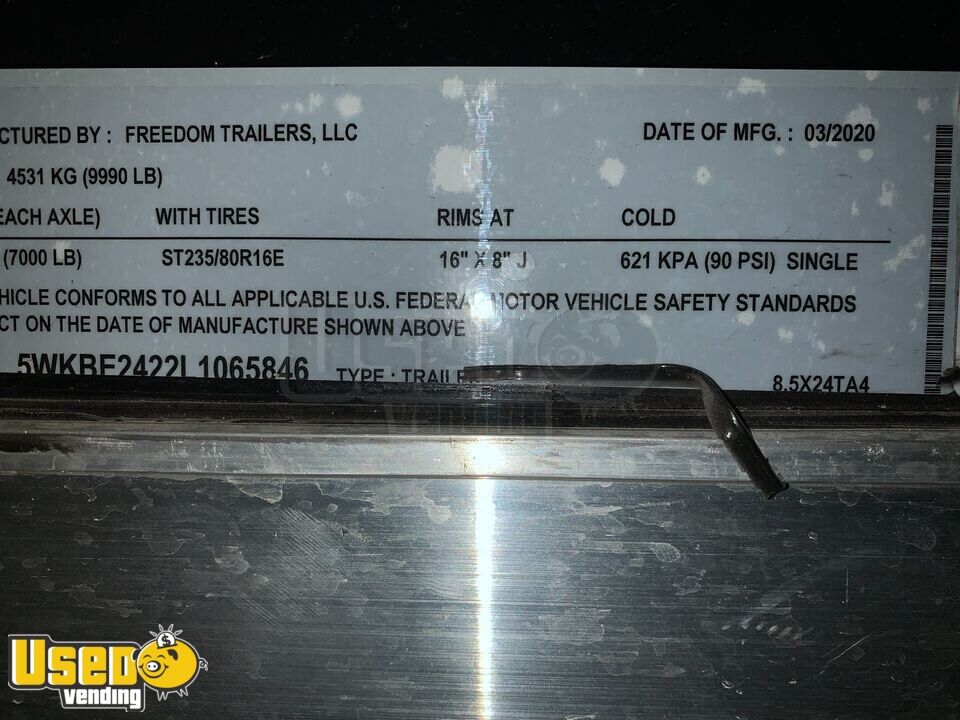 CTURED BY : FREEDOM TRAILERS, LLC DATE OF MFG. : 03/2020
4531 KG (9990 LB)
EACH AXLE) WITH TIRES RIMS AT COLD
(7000 LB) ST235/80R16E 16" X 8" J 621 KPA (90 PSI) SINGLE
HICLE CONFORMS TO ALL APPLICABLE U.S. FEDERAL MOTOR VEHICLE SAFETY STANDARDS
CT ON THE DATE OF MANUFACTURE SHOWN ABOVE
5WKBE2422L1065846 TYPE : TRAILE 8.5X24TA4
USED
vending